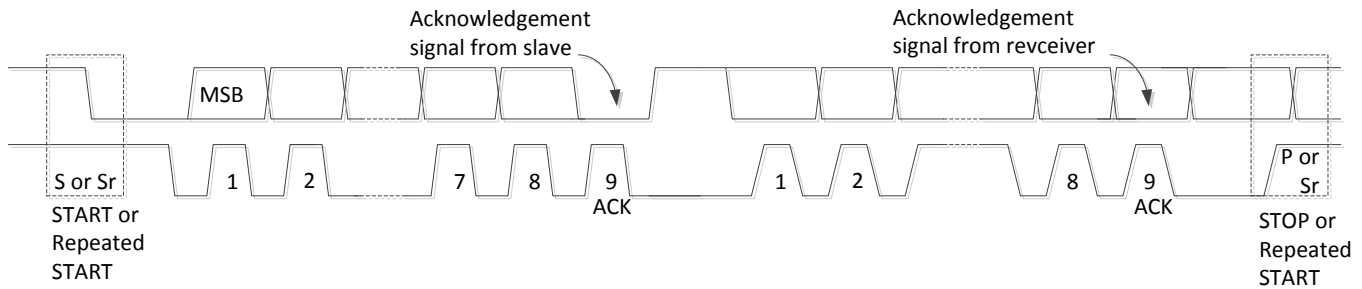 Acknowledgement
signal from slave
Acknowledgement
signal from revceiver
MSB
S or Sr
1
2
7
8
9
ACK
1
2
8
9
ACK
P or
Sr
START or
Repeated
START
STOP or
Repeated
START